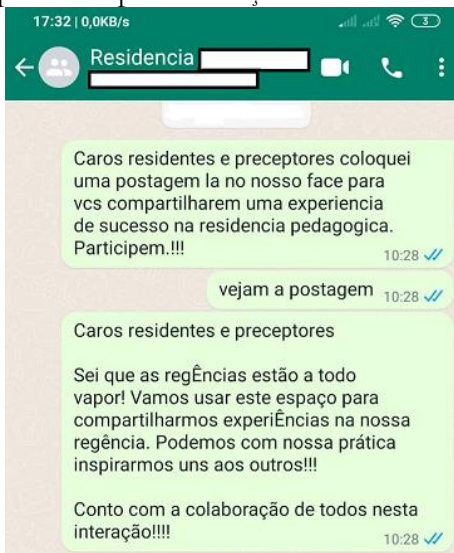 17:32 | 0,0KB/s
3
Residencia
Caros residentes e preceptores coloquei
uma postagem la no nosso face para
vcs compartilharem uma experiencia
de sucesso na residencia pedagogica.
Participem.!!!
10:28
vejam a postagem 10:28
Caros residentes e preceptores
Sei que as regÊncias estão a todo
vapor! Vamos usar este espaço para
compartilharmos experiÊncias na nossa
regência. Podemos com nossa prática
inspirarmos uns aos outros!!!
Conto com a colaboração de todos nesta
interação!!!!
10:28